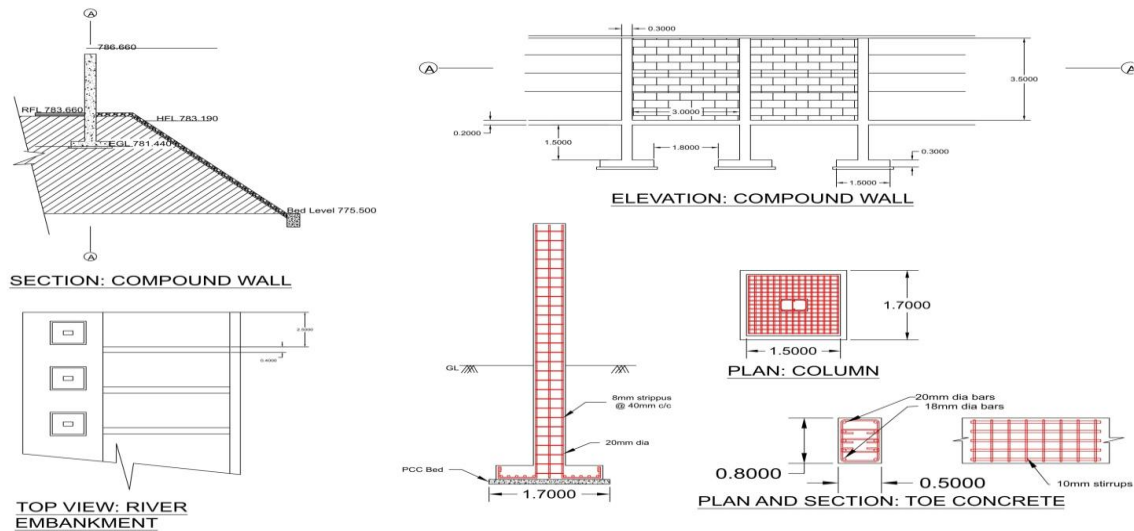 A
786.660
RFL 783.660
HFL 783.190
EGL 781.440
Bed Level 775.500
A
SECTION: COMPOUND WALL
0.3000
A
A
3.5000
3.0000
0.2000
1.5000
1.8000
0.3000
1.5000
ELEVATION: COMPOUND WALL
TOP VIEW: RIVER
EMBANKMENT
GL
8mm strippus
@ 40mm c/c
20mm dia
PCC Bed
1.7000
1.7000
1.5000
PLAN: COLUMN
20mm dia bars
18mm dia bars
0.8000
0.5000
10mm stirrups
PLAN AND SECTION: TOE CONCRETE